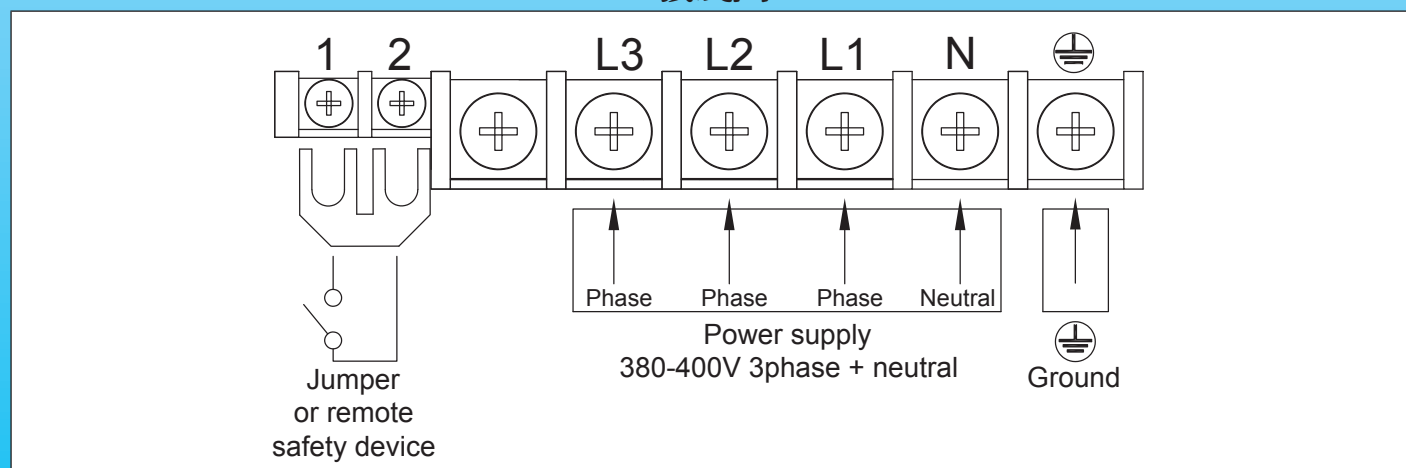 1 2 L3 L2 L1 N
Phase Phase Phase Neutral
Power supply
380-400V 3phase + neutral
Ground
Jumper
or remote
safety device